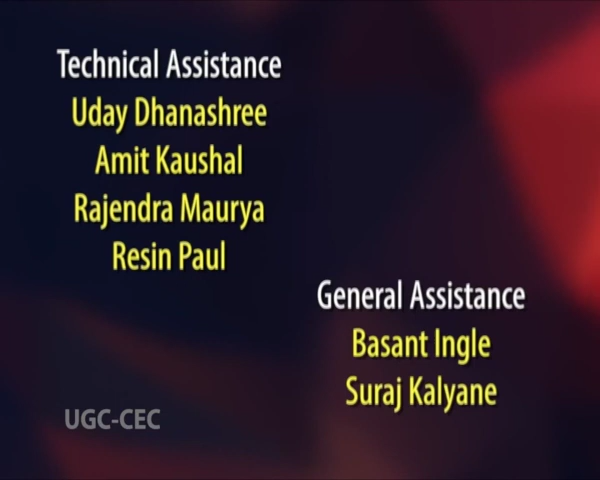 Technical Assistance
Uday Dhanashree
Amit Kaushal
Rajendra Maurya
Resin Paul
General Assistance
Basant Ingle
Suraj Kalyane
UGC-CEC